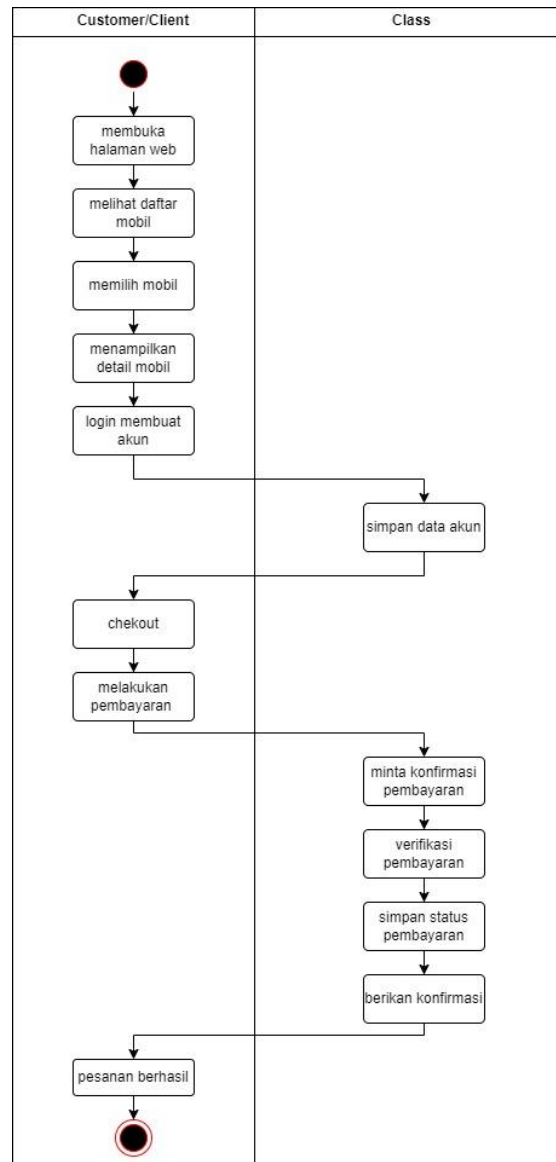 Customer/Client
Class
membuka
halaman web
melihat daftar
mobil
memilih mobil
menampilkan
detail mobil
login membuat
akun
simpan data akun
chekout
melakukan
pembayaran
minta konfirmasi
pembayaran
verifikasi
pembayaran
simpan status
pembayaran
berikan konfirmasi
pesanan berhasil